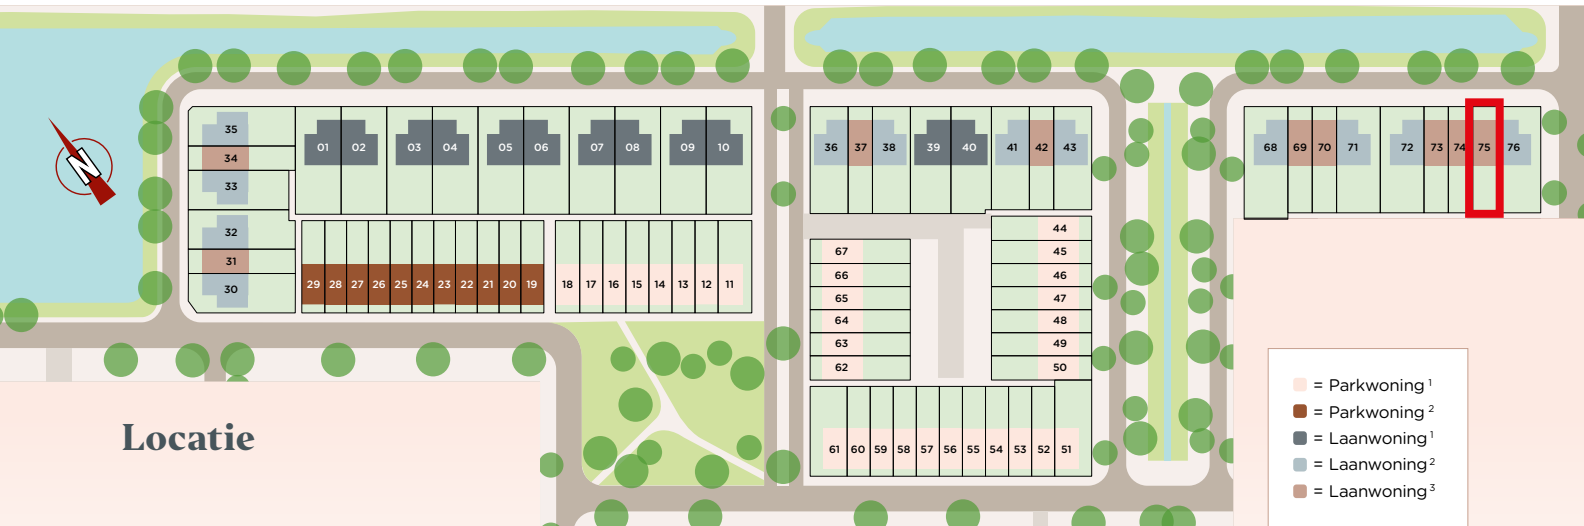 N
35
34
33
32
31
30
01 02 03 04 05 06 07 08 09 10
29 28 27 26 25 24 23 22 21 20 19
18 17 16 15 14 13 12 11
36 37 38 39 40 41 42 43
44
45
46
47
48
49
50
67
66
65
64
63
62
61 60 59 58 57 56 55 54 53 52 51
68 69 70 71 72 73 74 75 76
Locatie
= Parkwoning 1
= Parkwoning 2
= Laanwoning 1
= Laanwoning 2
= Laanwoning 3